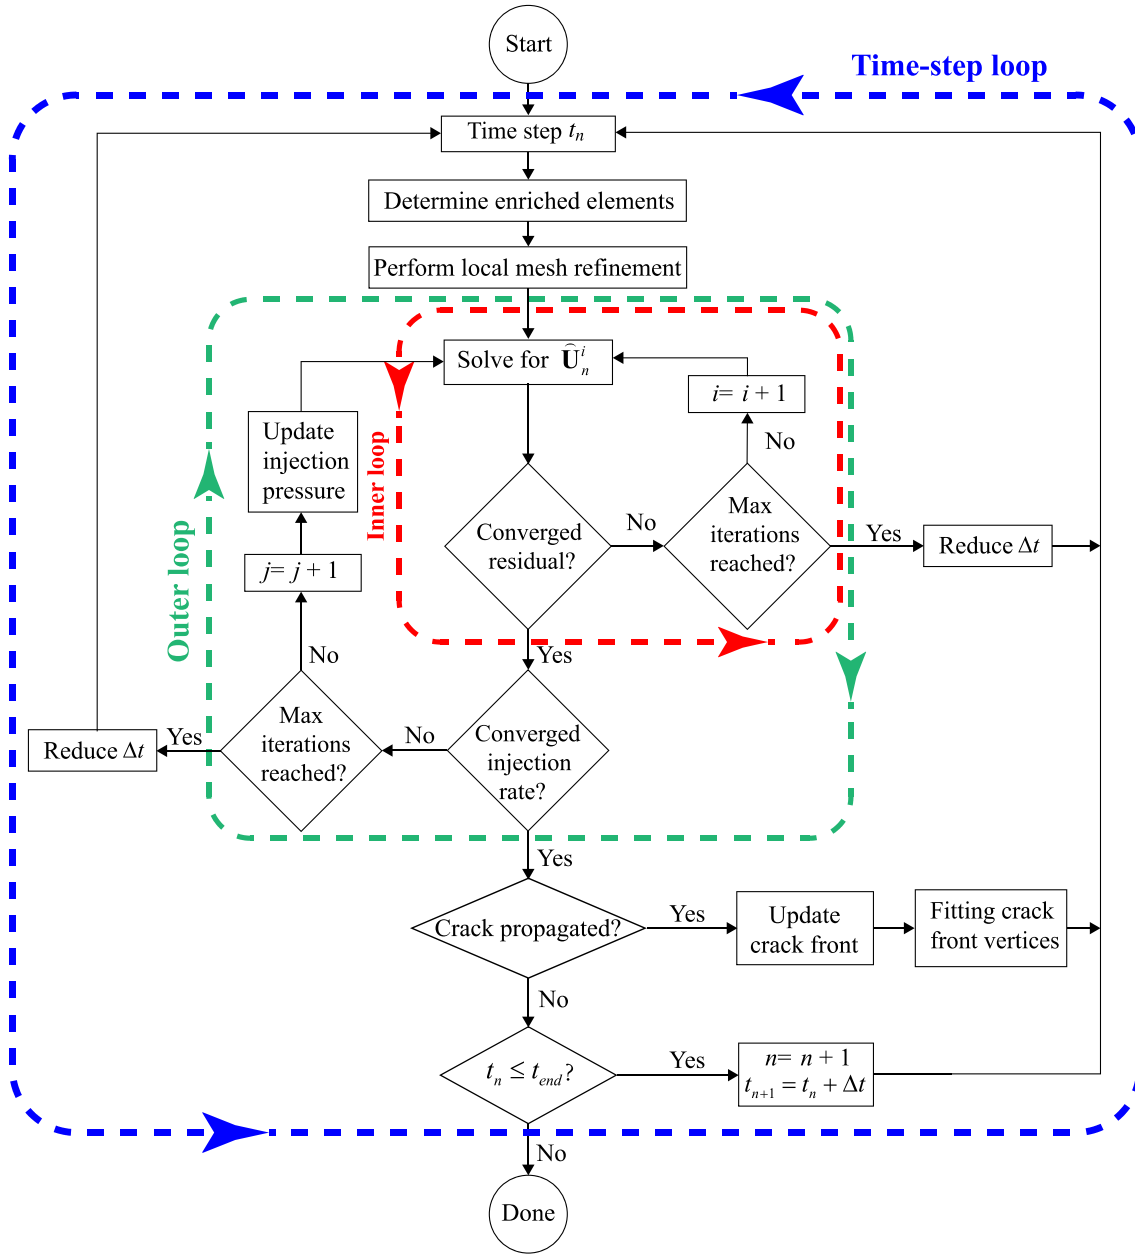 Start
Time-step loop
Time step tₙ
Determine enriched elements
Perform local mesh refinement
Solve for Û
i
n
i= i + 1
No
Update
injection
pressure
Inner loop
Outer loop
Converged
residual?
No
Max
iterations
reached?
Yes
Reduce Δt
j= j + 1
No
Yes
Max
iterations
reached?
No
Converged
injection
rate?
Yes
Reduce Δt
Yes
Crack propagated?
Yes
Update
crack front
Fitting crack
front vertices
No
tₙ ≤ t_end?
Yes
n= n + 1
tₙ₊₁ = tₙ + Δt
No
Done